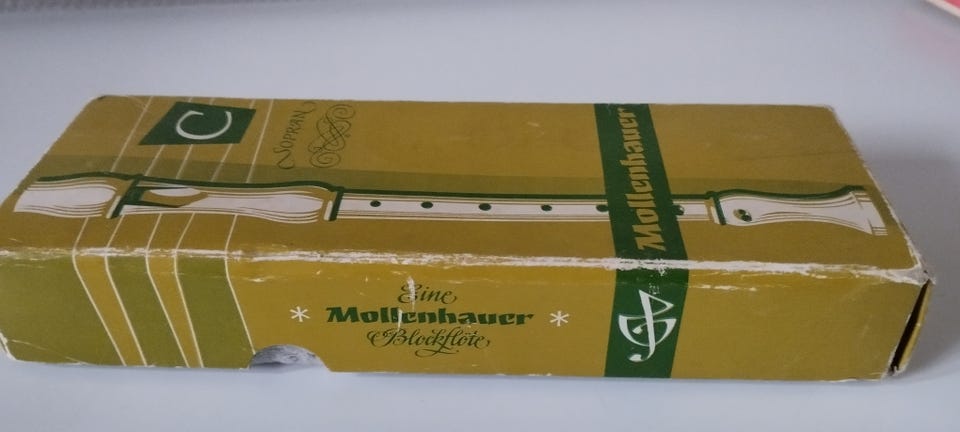 C
SOPRAN
Mollenhauer
Eine
* Mollenhauer *
Blockflöte